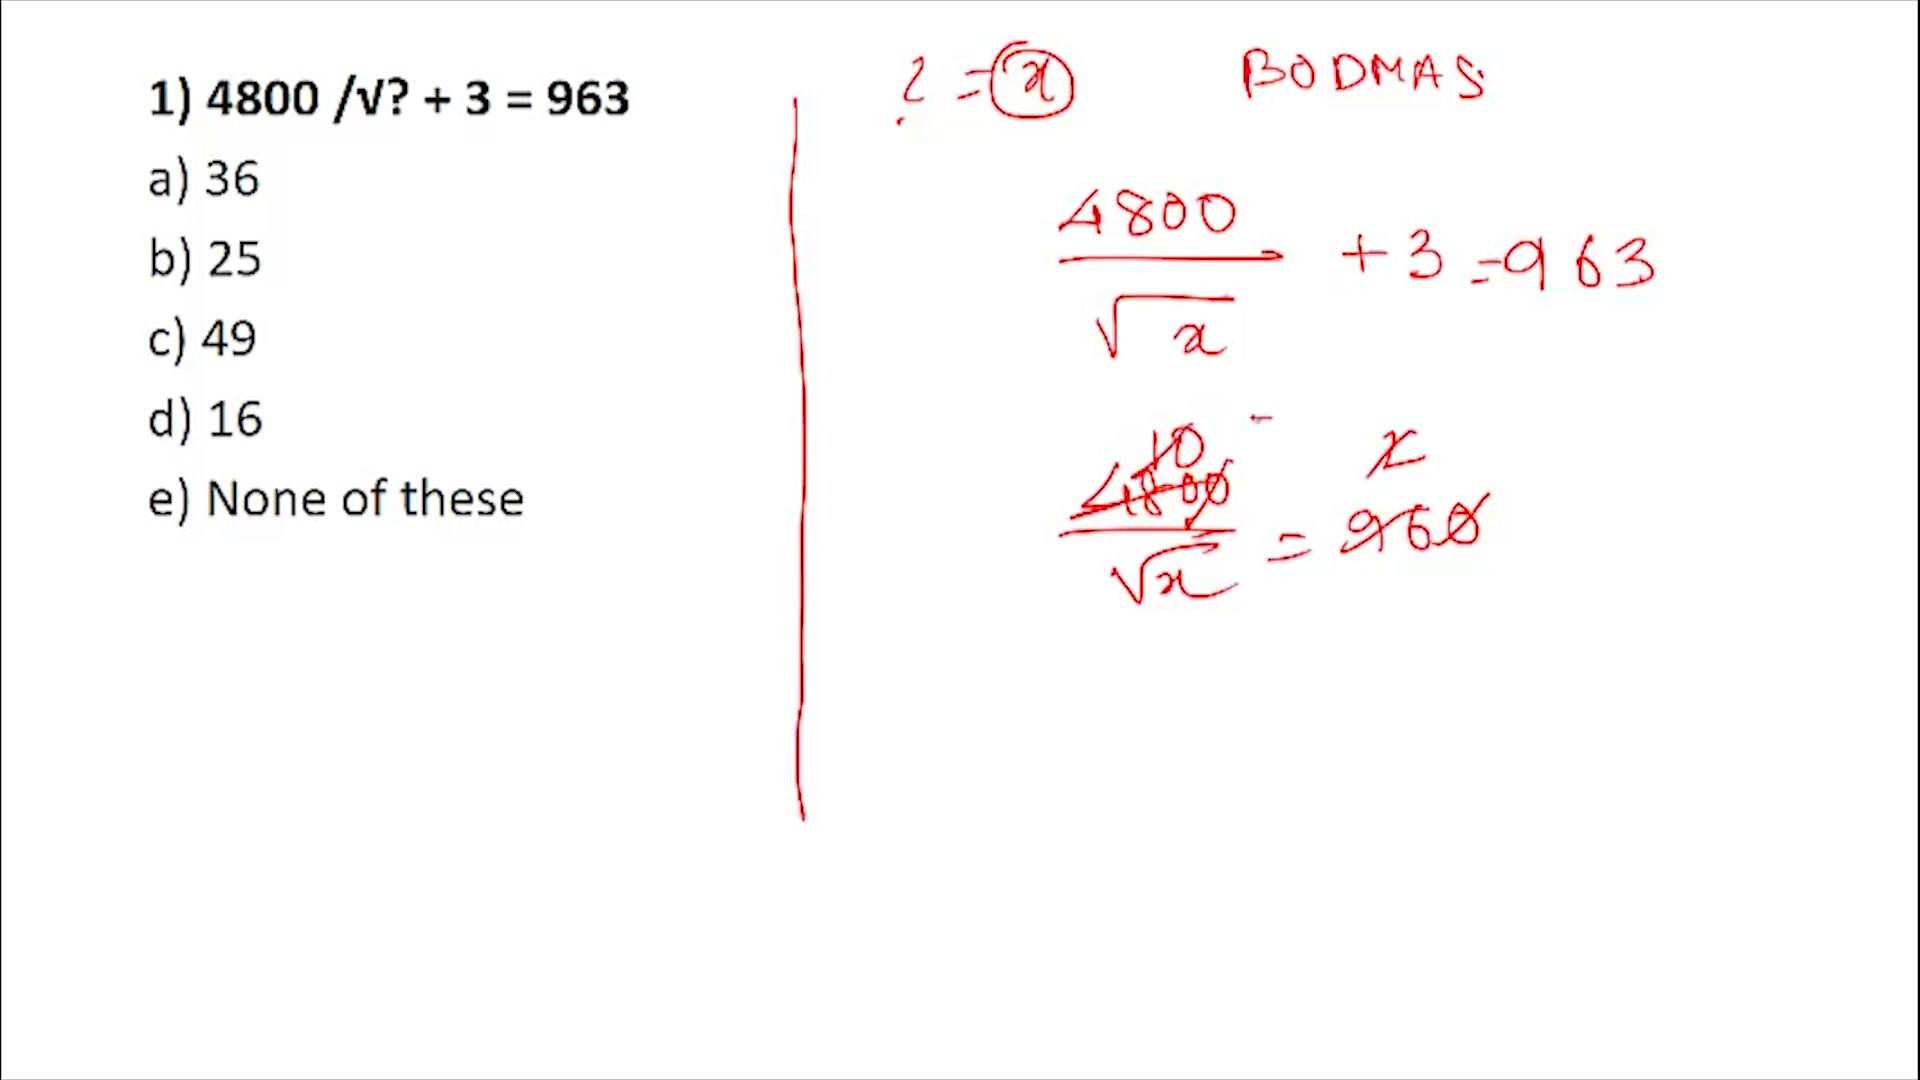 1) 4800 /√? + 3 = 963
a) 36
b) 25
c) 49
d) 16
e) None of these
? = x
BODMAS
4800
+ 3 = 963
√x
10
4800
= 960
√x